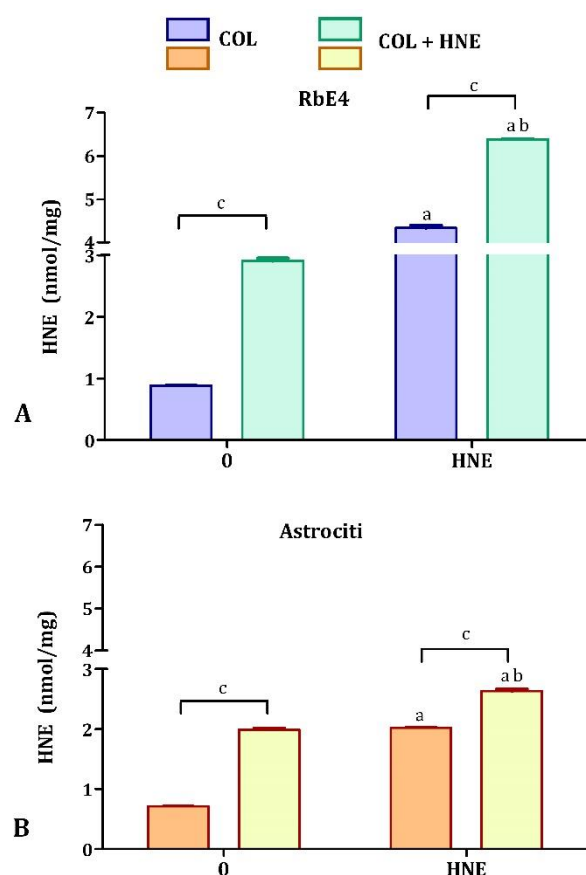 COL
COL + HNE
RbE4
HNE (nmol/mg)
7
6
5
4
3
2
1
0
c
c
a
a b
0
HNE
A
Astrociti
HNE (nmol/mg)
7
6
5
4
3
2
1
0
c
c
a
ab
0
HNE
B